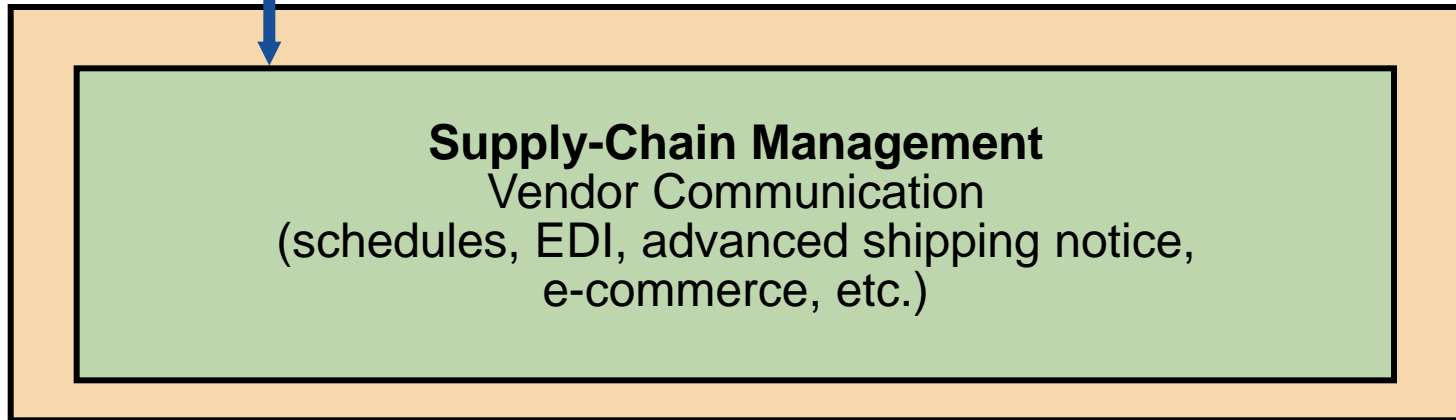 Supply-Chain Management
Vendor Communication
(schedules, EDI, advanced shipping notice,
e-commerce, etc.)